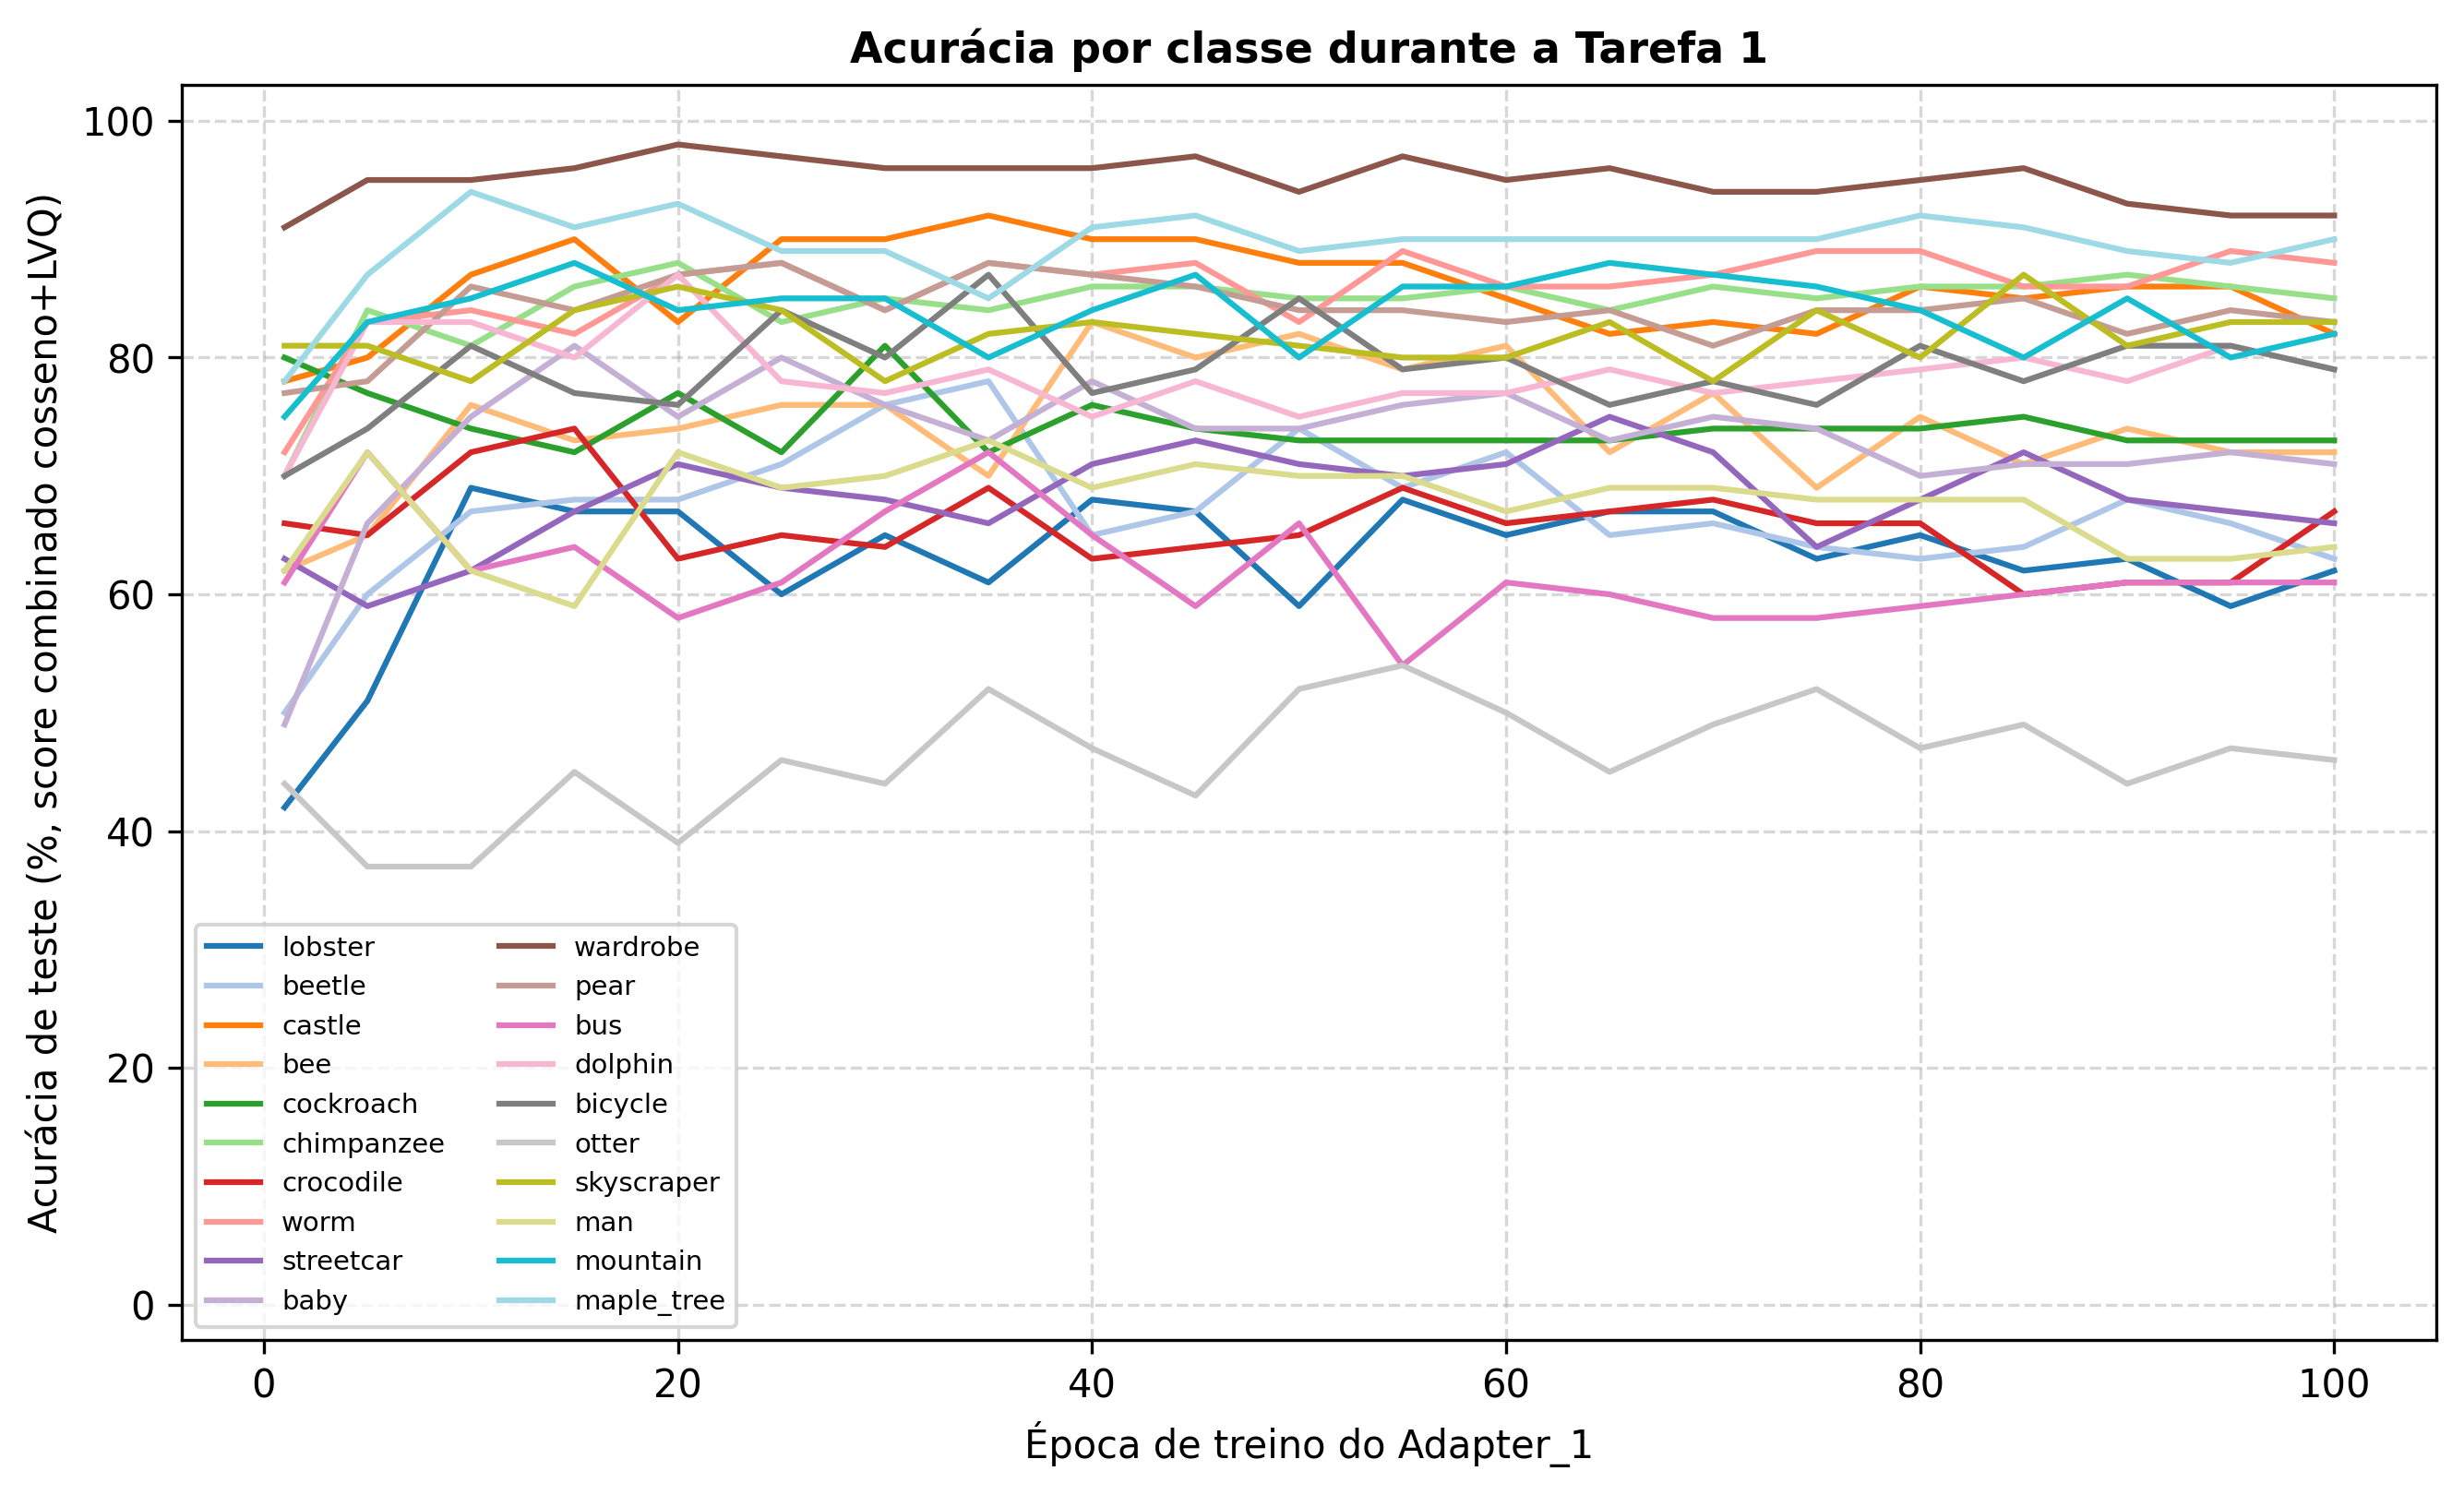 Acurácia por classe durante a Tarefa 1
Acurácia de teste (%, score combinado cosseno+LVQ)
100
80
60
40
20
0
lobster
beetle
castle
bee
cockroach
chimpanzee
crocodile
worm
streetcar
baby
wardrobe
pear
bus
dolphin
bicycle
otter
skyscraper
man
mountain
maple_tree
0 20 40 60 80 100
Época de treino do Adapter_1